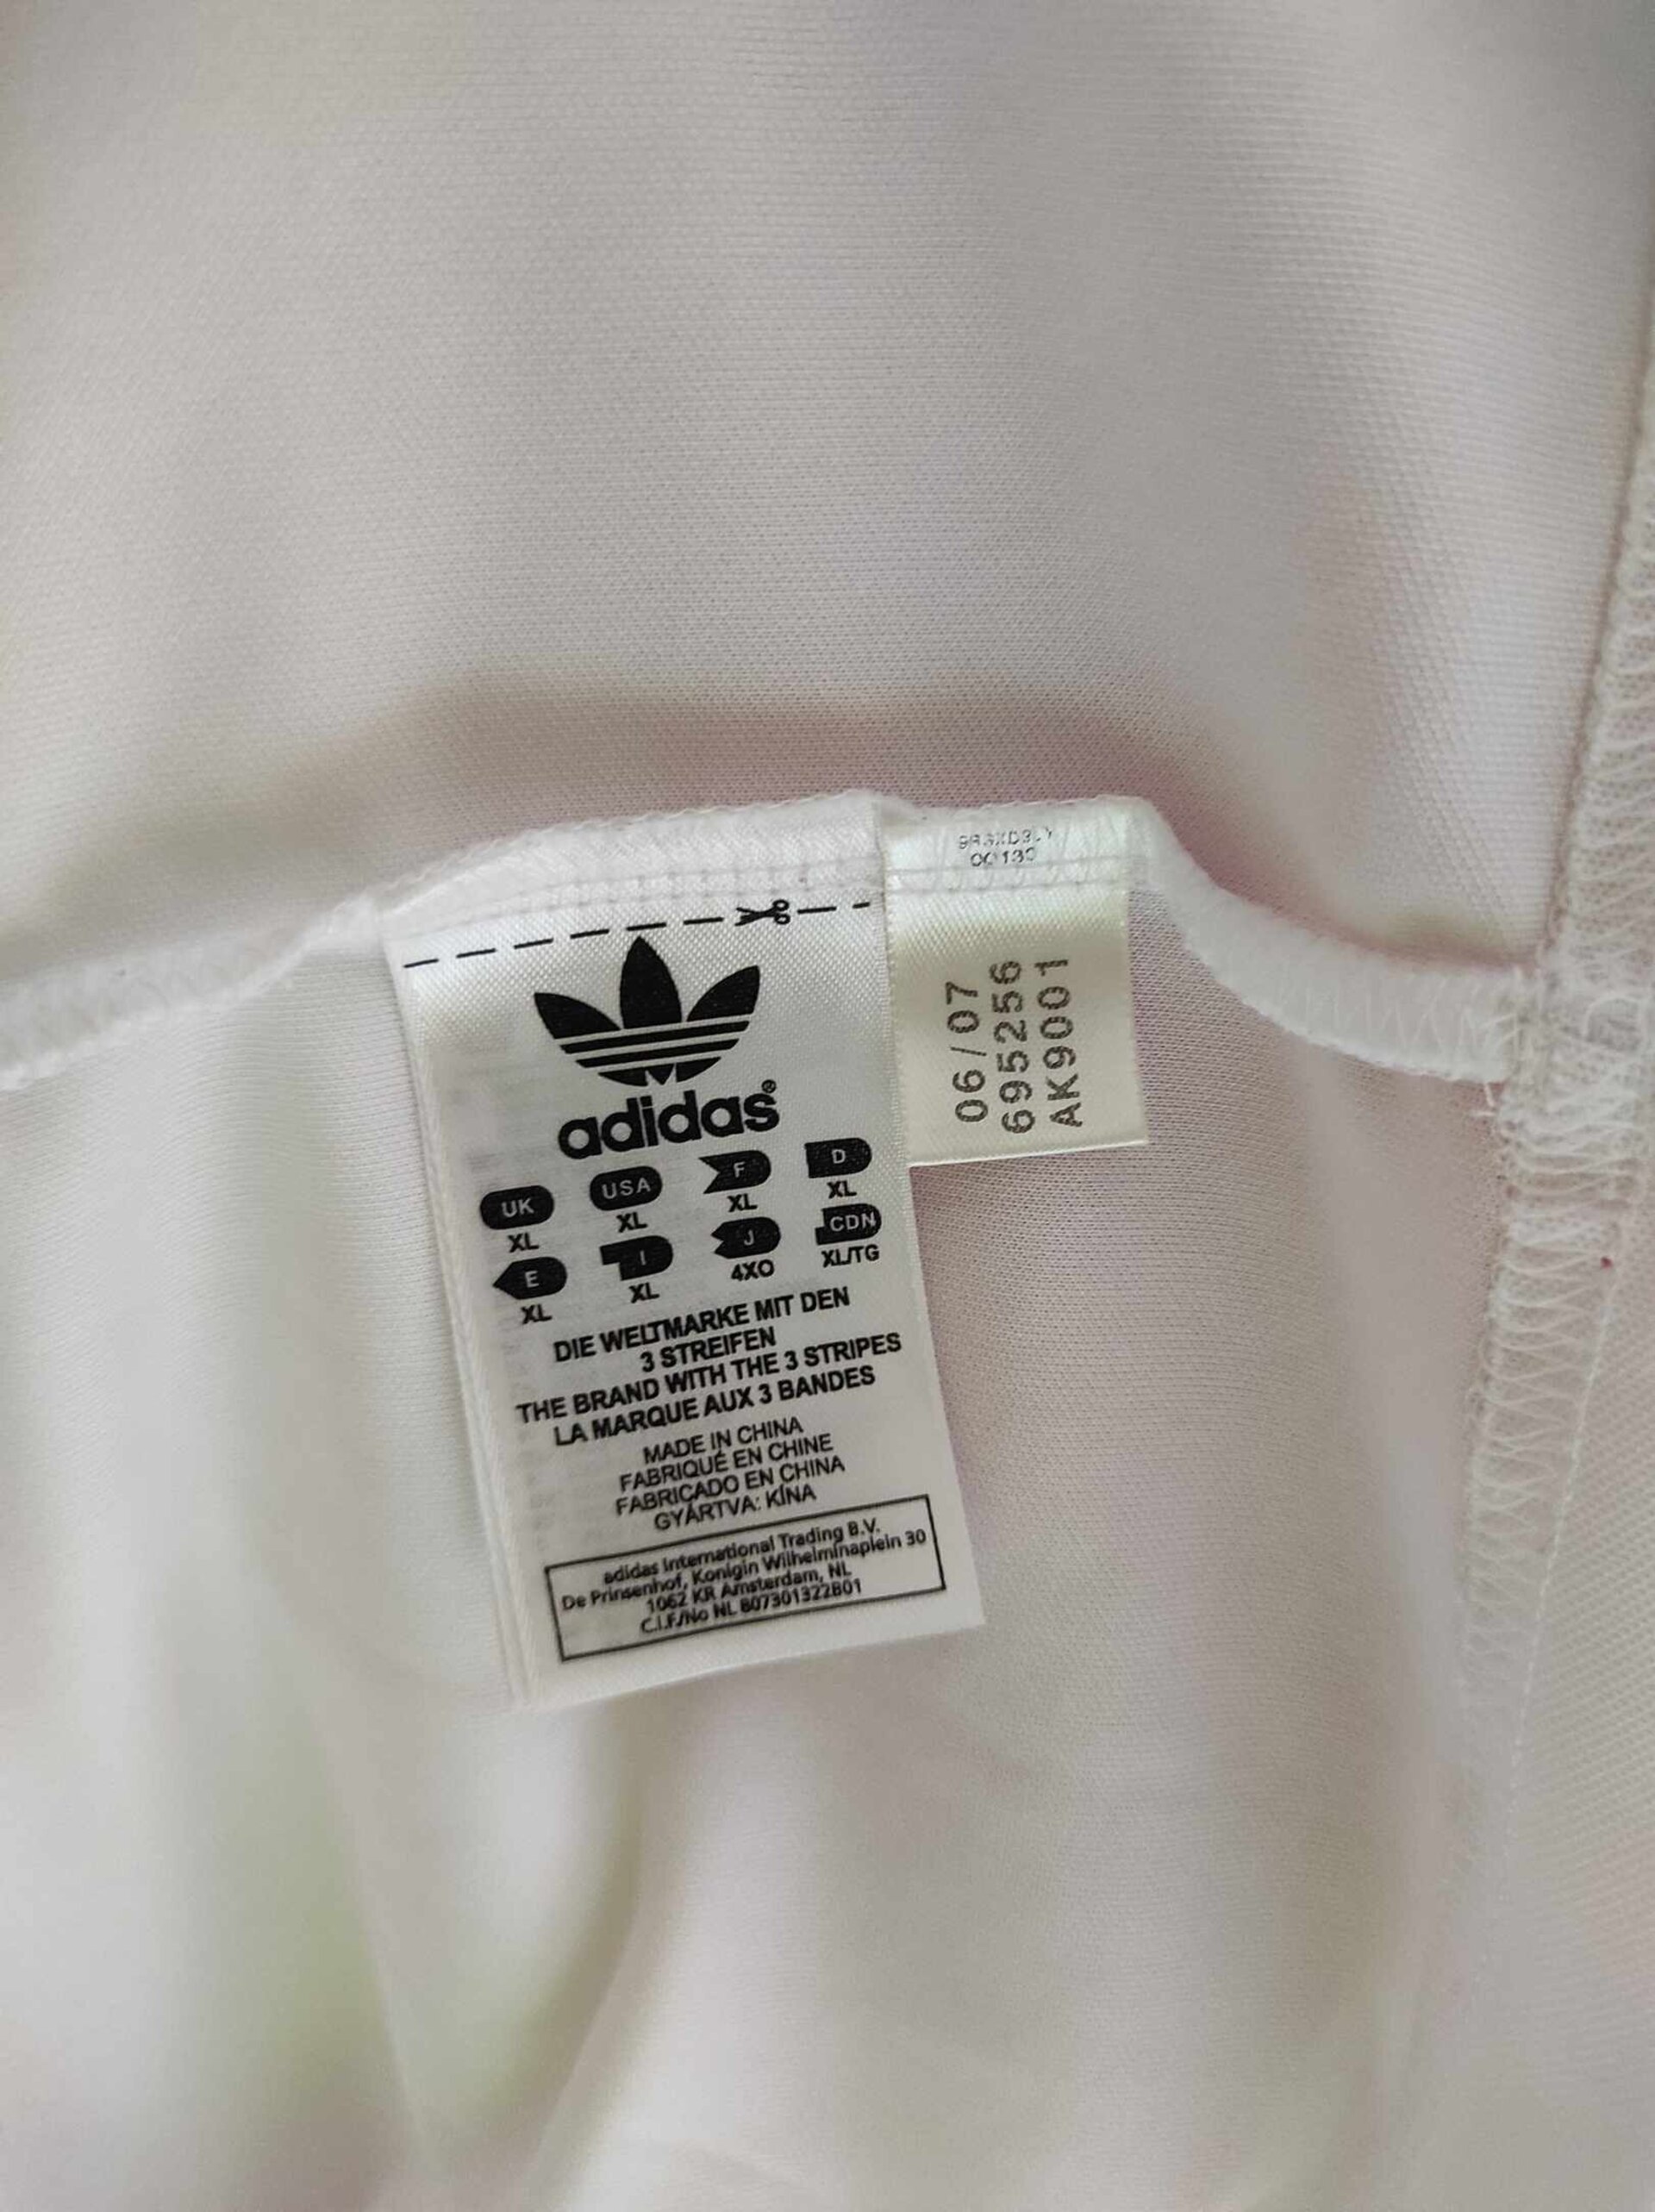 adidas®
UK USA F D
XL XL XL XL
E I J CDN
XL XL 4XO XL/TG
DIE WELTMARKE MIT DEN
3 STREIFEN
THE BRAND WITH THE 3 STRIPES
LA MARQUE AUX 3 BANDES
MADE IN CHINA
FABRIQUÉ EN CHINE
FABRICADO EN CHINA
GYÁRTVA: KÍNA
adidas International Trading B.V.
De Prinsenhof, Konigin Wilhelminaplein 30
1062 KR Amsterdam, NL
C.I.F./No NL 807301322B01
06/07
695256
AK9001